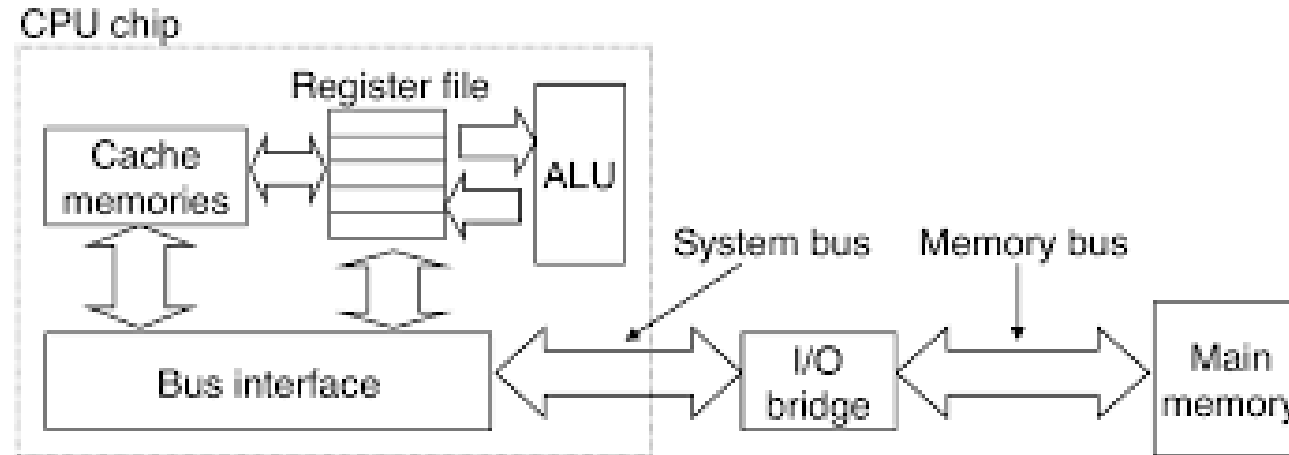 CPU chip
Register file
Cache
memories
ALU
System bus
Memory bus
Bus interface
I/O
bridge
Main
memory